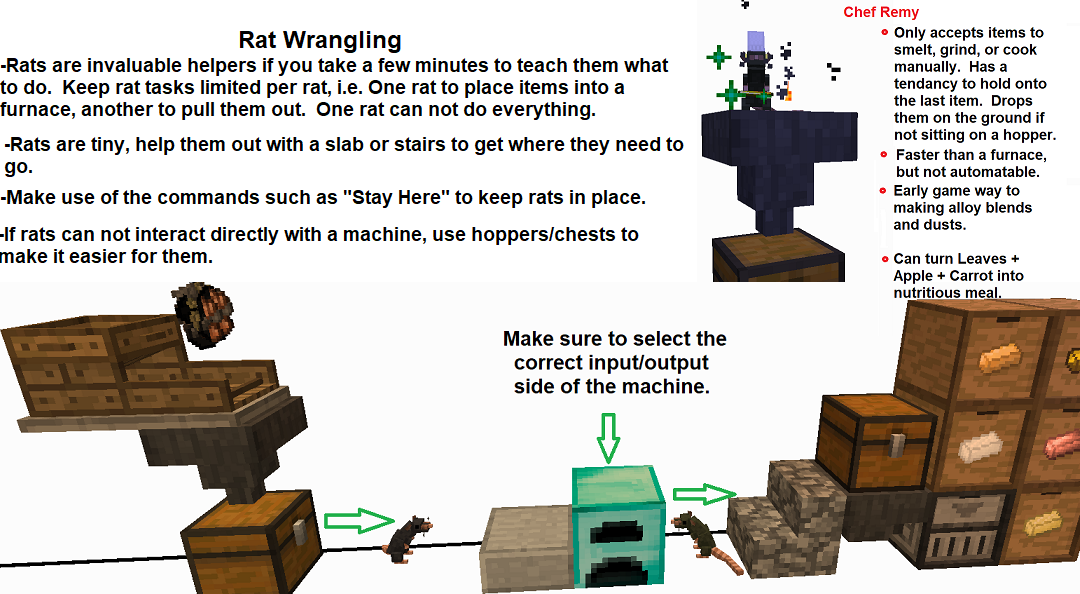 Rat Wrangling
-Rats are invaluable helpers if you take a few minutes to teach them what
to do.  Keep rat tasks limited per rat, i.e. One rat to place items into a
furnace, another to pull them out.  One rat can not do everything.
-Rats are tiny, help them out with a slab or stairs to get where they need to
go.
-Make use of the commands such as "Stay Here" to keep rats in place.
-If rats can not interact directly with a machine, use hoppers/chests to
make it easier for them.
Chef Remy
Only accepts items to
smelt, grind, or cook
manually.  Has a
tendancy to hold onto
the last item.  Drops
them on the ground if
not sitting on a hopper.
Faster than a furnace,
but not automatable.
Early game way to
making alloy blends
and dusts.
Can turn Leaves +
Apple + Carrot into
nutritious meal.
Make sure to select the
correct input/output
side of the machine.